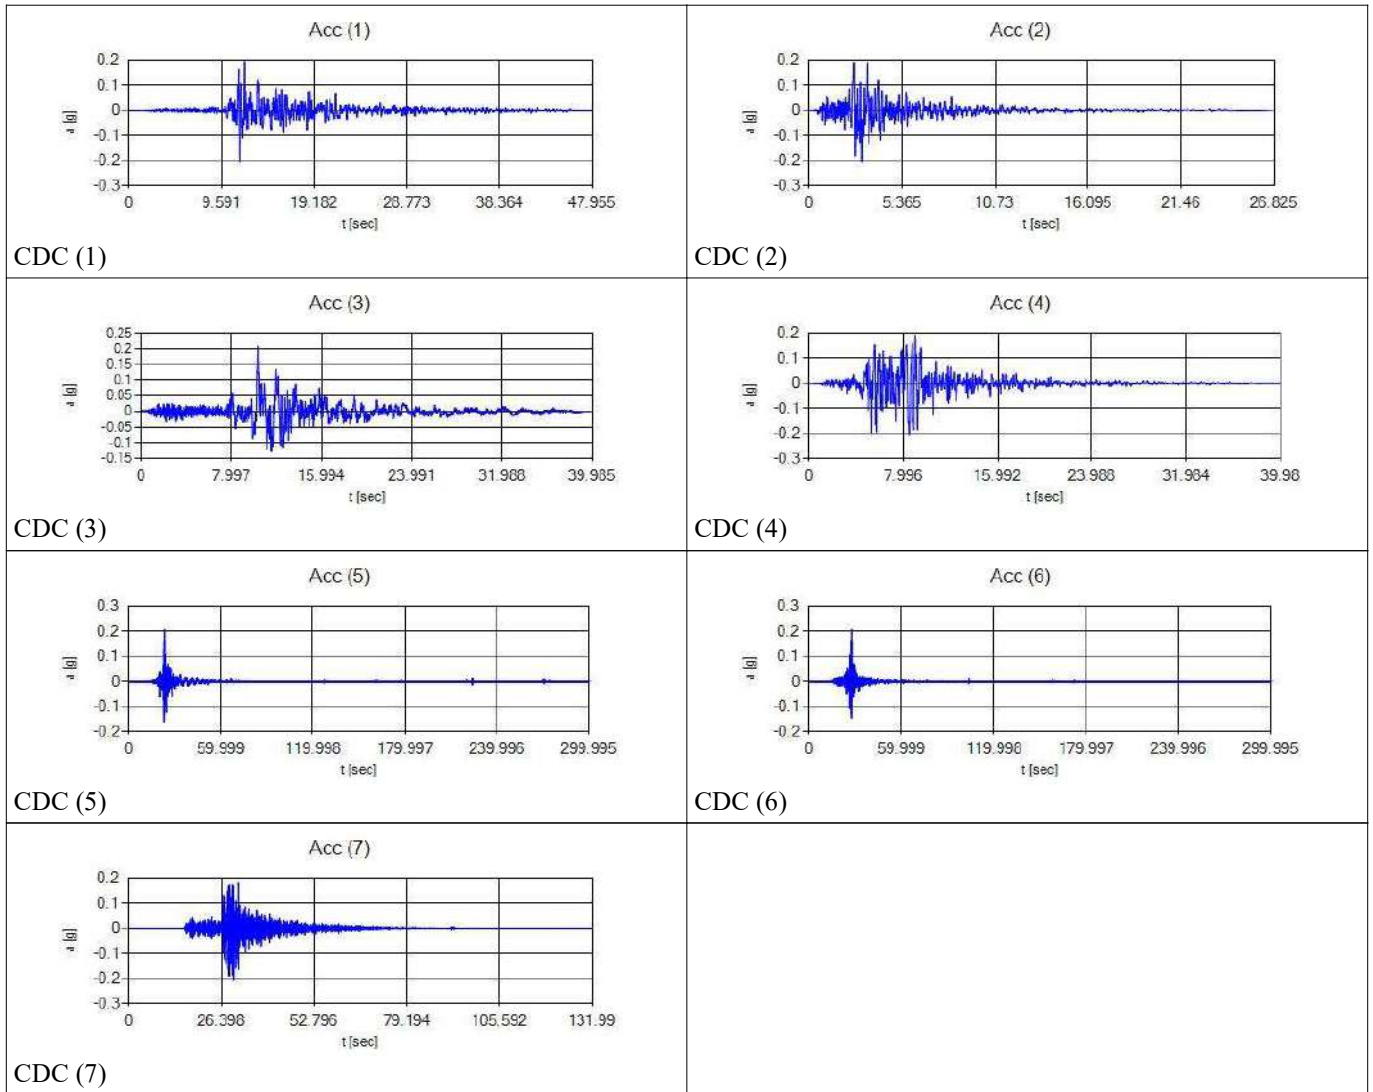 Acc (1)
0.2
0.1
0
-0.1
-0.2
-0.3
a [g]
0 9.591 19.182 28.773 38.364 47.955
t [sec]
CDC (1)
Acc (2)
0.2
0.1
0
-0.1
-0.2
-0.3
a [g]
0 5.365 10.73 16.095 21.46 26.825
t [sec]
CDC (2)
Acc (3)
0.25
0.2
0.15
0.1
0.05
0
-0.05
-0.1
-0.15
a [g]
0 7.997 15.994 23.991 31.988 39.985
t [sec]
CDC (3)
Acc (4)
0.2
0.1
0
-0.1
-0.2
-0.3
a [g]
0 7.996 15.992 23.988 31.984 39.98
t [sec]
CDC (4)
Acc (5)
0.3
0.2
0.1
0
-0.1
-0.2
a [g]
0 59.999 119.998 179.997 239.996 299.995
t [sec]
CDC (5)
Acc (6)
0.3
0.2
0.1
0
-0.1
-0.2
a [g]
0 59.999 119.998 179.997 239.996 299.995
t [sec]
CDC (6)
Acc (7)
0.2
0.1
0
-0.1
-0.2
-0.3
a [g]
0 26.398 52.796 79.194 105.592 131.99
t [sec]
CDC (7)